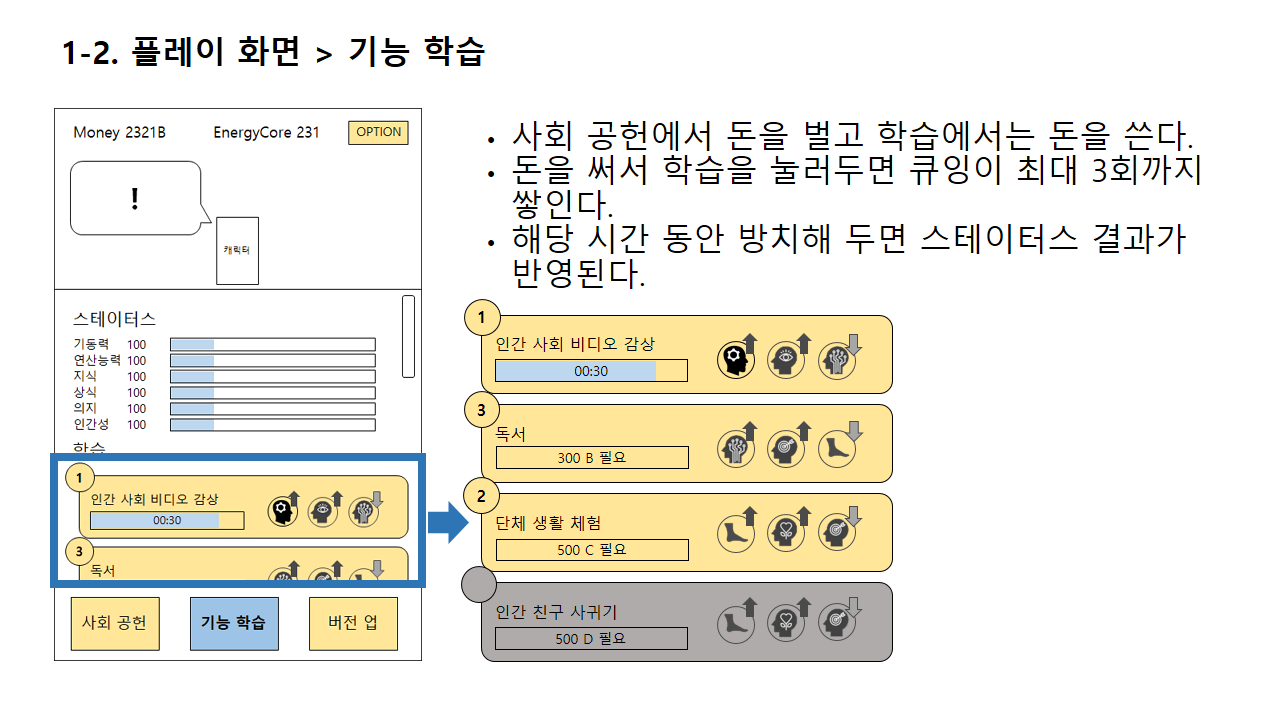 1-2. 플레이 화면 > 기능 학습
Money 2321B
EnergyCore 231
OPTION
!
캐릭터
스테이터스
기동력 100
연산능력 100
지식 100
상식 100
의지 100
인간성 100
학습
1
인간 사회 비디오 감상
00:30
3
독서
사회 공헌
기능 학습
버전 업
• 사회 공헌에서 돈을 벌고 학습에서는 돈을 쓴다.
• 돈을 써서 학습을 눌러두면 큐잉이 최대 3회까지
쌓인다.
• 해당 시간 동안 방치해 두면 스테이터스 결과가
반영된다.
1
인간 사회 비디오 감상
00:30
3
독서
300 B 필요
2
단체 생활 체험
500 C 필요
인간 친구 사귀기
500 D 필요